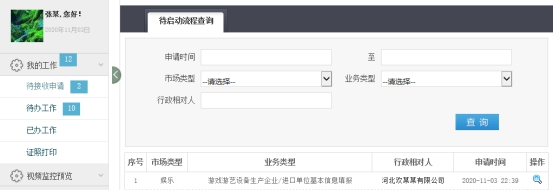 张某,您好!
2020年11月03日
我的工作 12
待接收申请 2
待办工作 10
已办工作
证照打印
视频监控预览
待启动流程查询
申请时间 至
市场类型 --请选择-- 业务类型 --请选择--
行政相对人
查 询
序号 市场类型 业务类型 行政相对人 申请时间 操作
1 娱乐 游戏游艺设备生产企业/进口单位基本信息填报 河北玫某某有限公司 2020-11-03 22:39